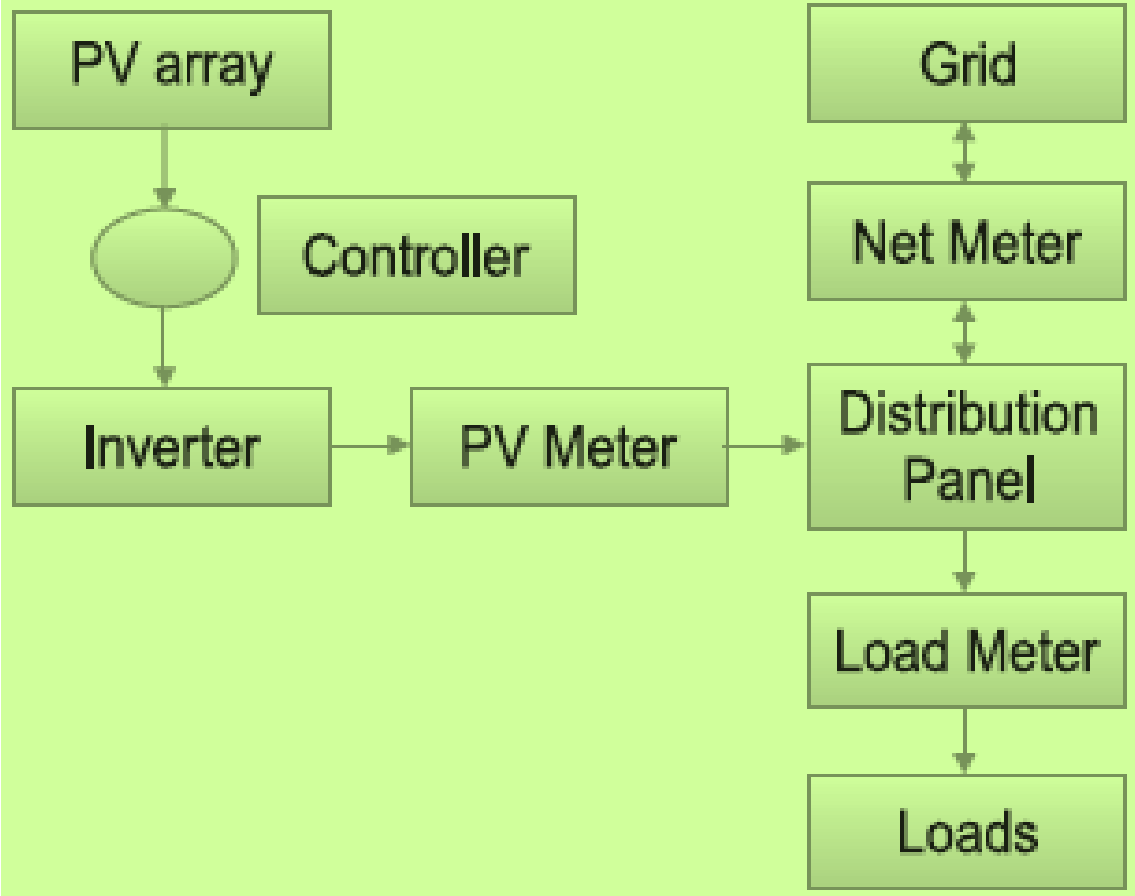 PV array
Grid
Controller
Net Meter
Inverter
PV Meter
Distribution
Panel
Load Meter
Loads